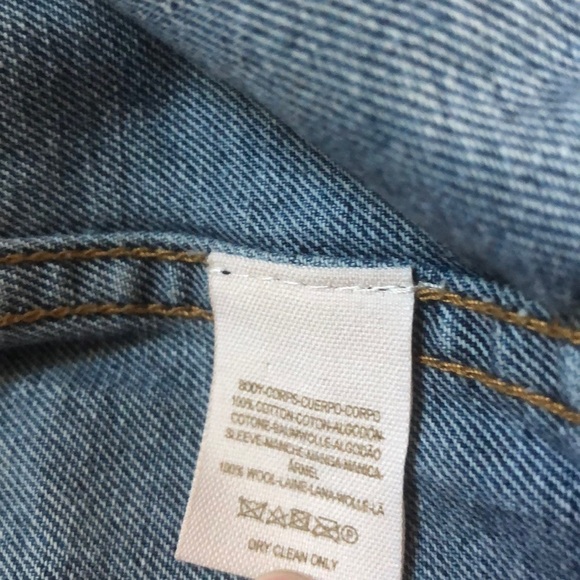 BODY-CORPS-CUERPO-CORPO
100% COTTON-COTON-ALGODÓN-
COTONE-BAUMWOLLE-ALGODÃO
SLEEVE-MANCHE-MANGA-MANICA
ÄRMEL
100% WOOL-LAINE-LANA-WOLLE-LÃ
P
DRY CLEAN ONLY